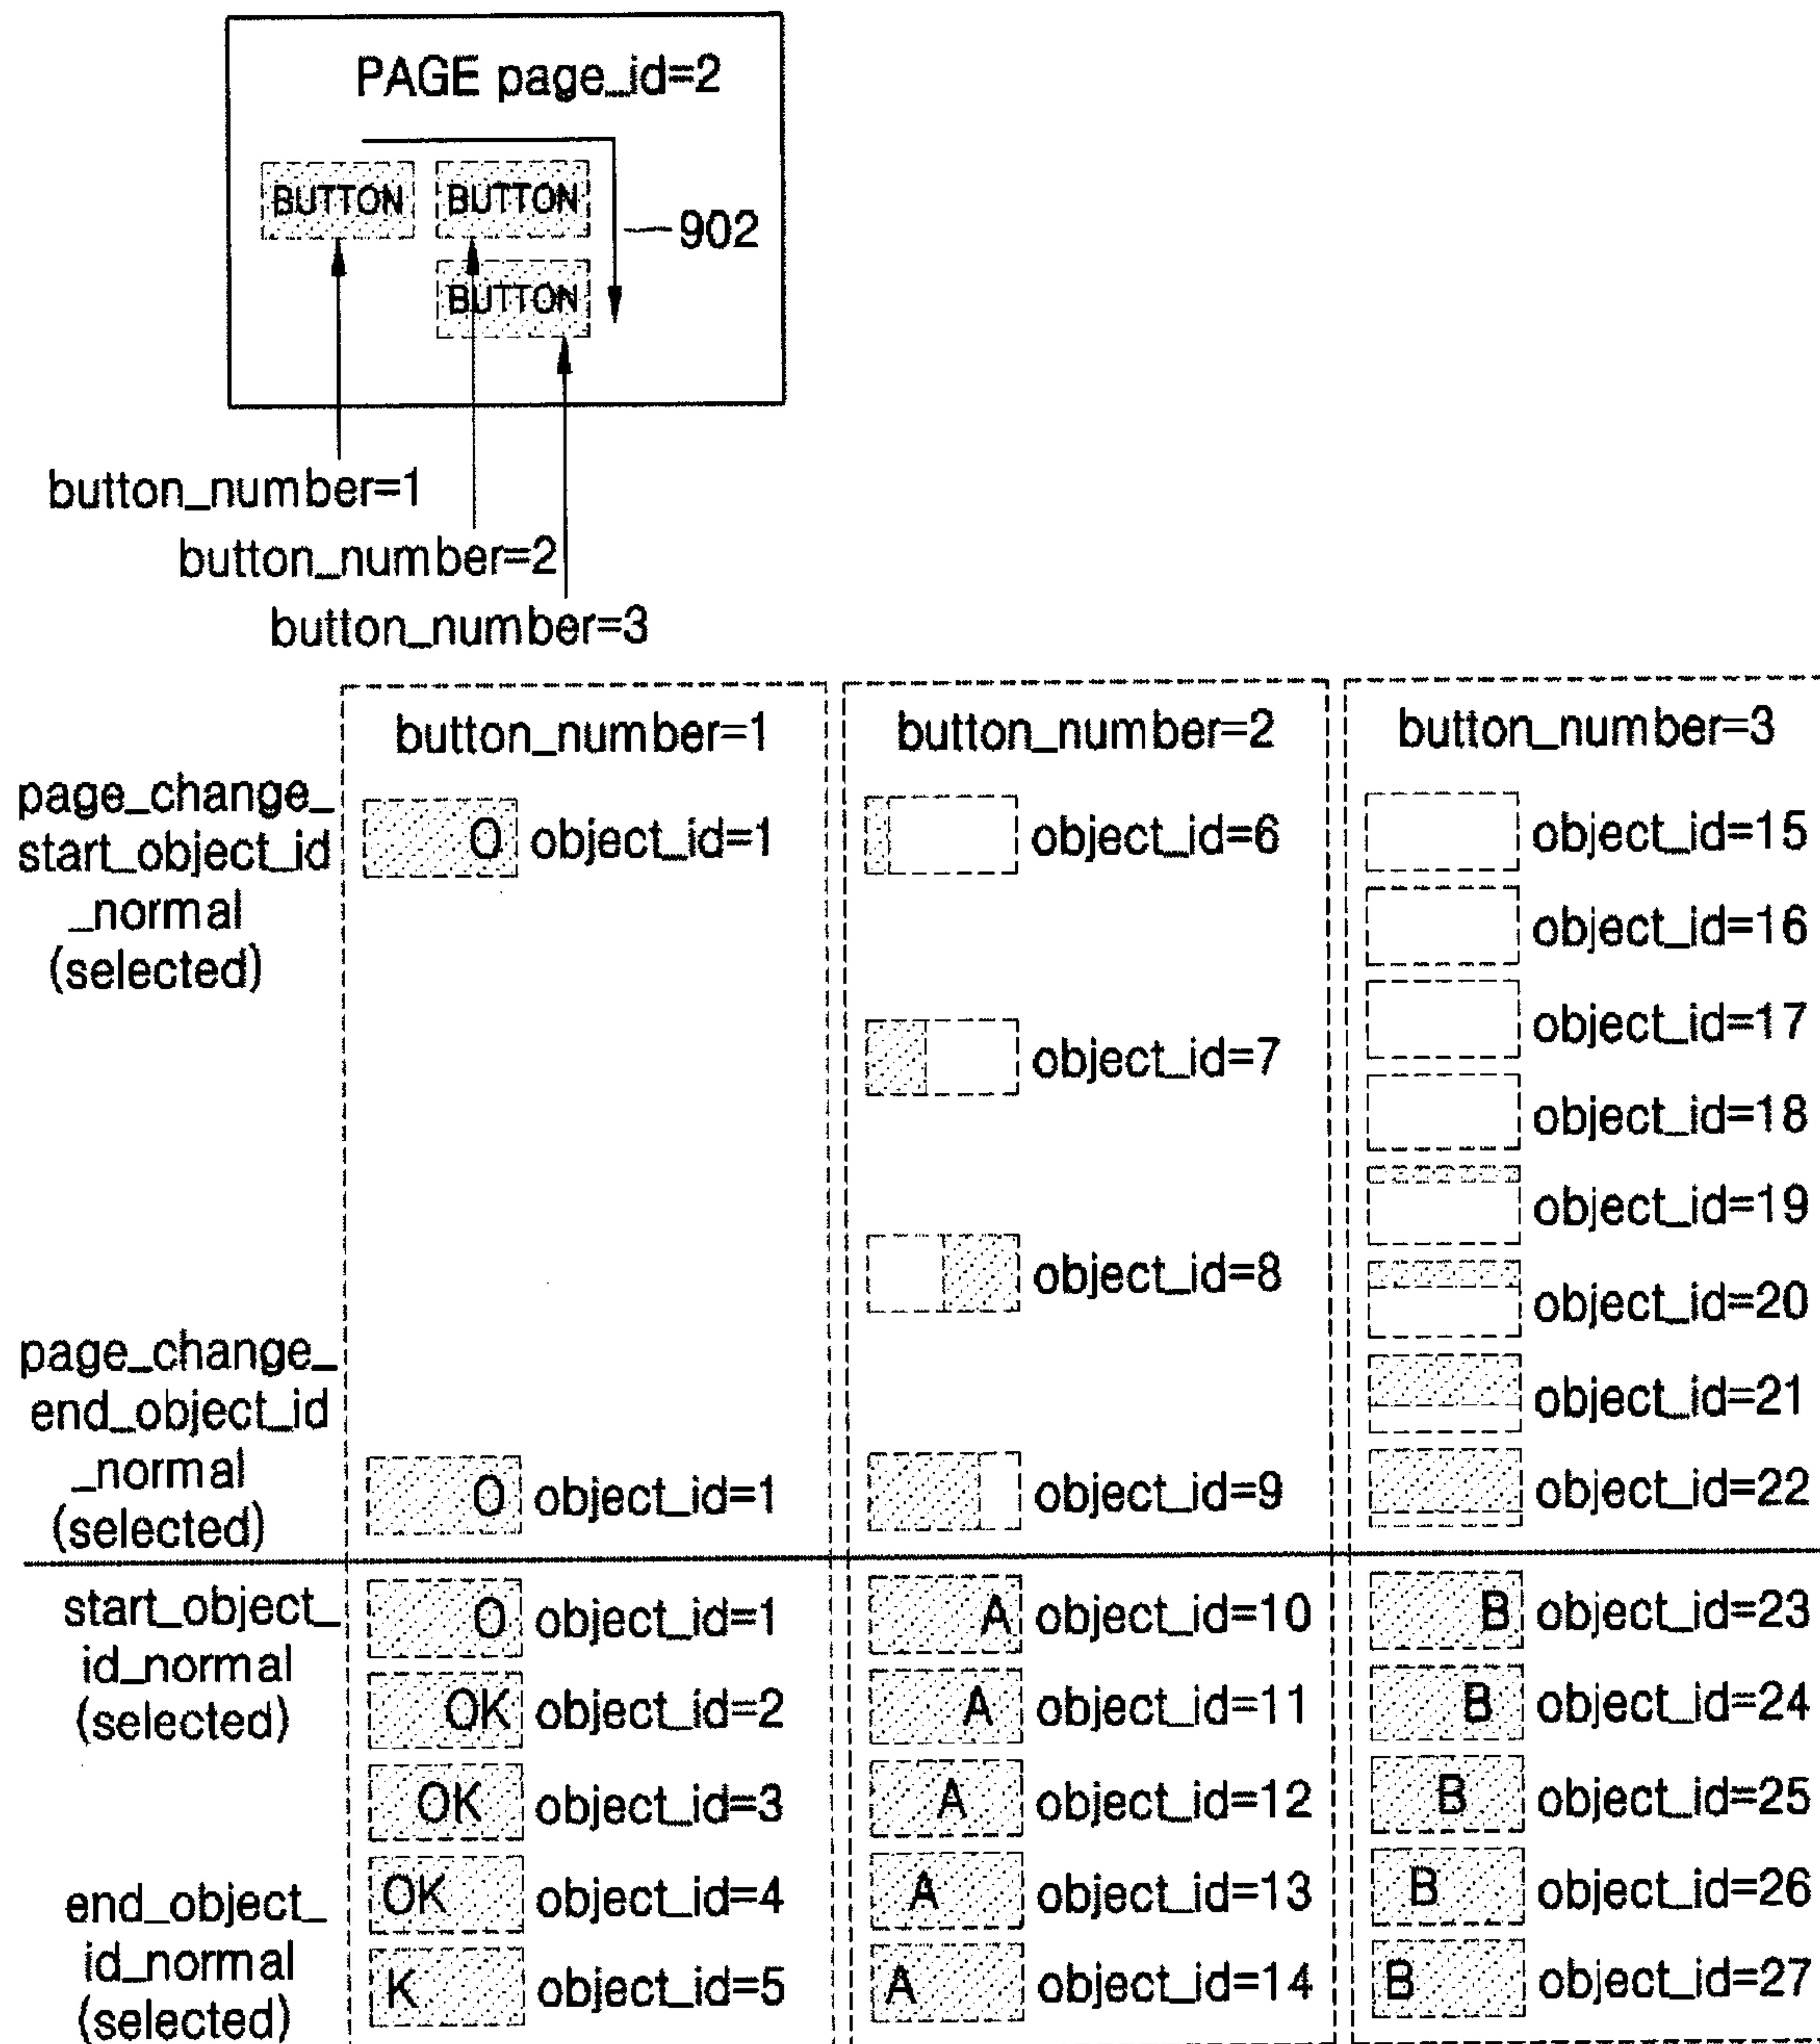 PAGE page_id=2
BUTTON BUTTON
902
BUTTON
button_number=1
button_number=2
button_number=3
button_number=1 button_number=2 button_number=3
page_change_
start_object_id
_normal
(selected)
O object_id=1
object_id=6
object_id=15
object_id=16
object_id=7
object_id=17
object_id=18
object_id=19
object_id=8
object_id=20
page_change_
end_object_id
_normal
(selected)
object_id=21
O object_id=1
object_id=9
object_id=22
start_object_
id_normal
(selected)
O object_id=1
A object_id=10
B object_id=23
OK object_id=2
A object_id=11
B object_id=24
OK object_id=3
A object_id=12
B object_id=25
end_object_
id_normal
(selected)
OK object_id=4
A object_id=13
B object_id=26
K object_id=5
A object_id=14
B object_id=27